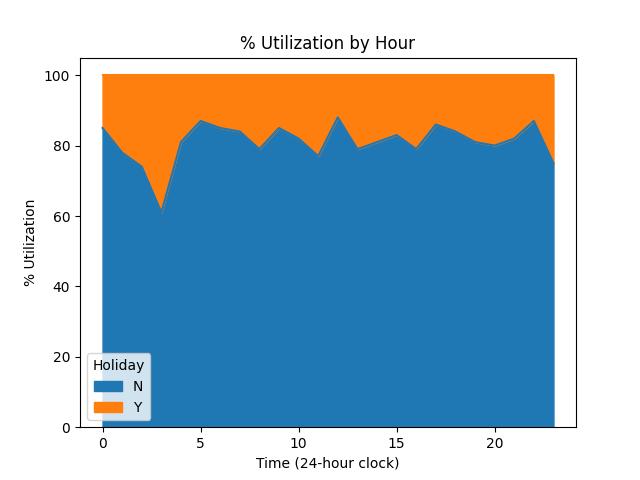 % Utilization by Hour
100
80
60
40
20
0
% Utilization
Holiday
N
Y
0 5 10 15 20
Time (24-hour clock)